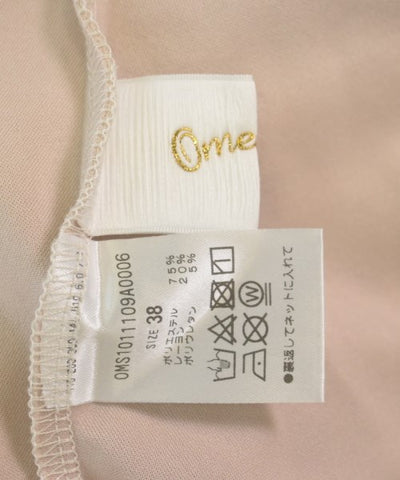 Ome
OMS1011109A0006
SIZE 38
ポリエステル 75%
レーヨン 20%
ポリウレタン 5%
●裏返してネットに入れて